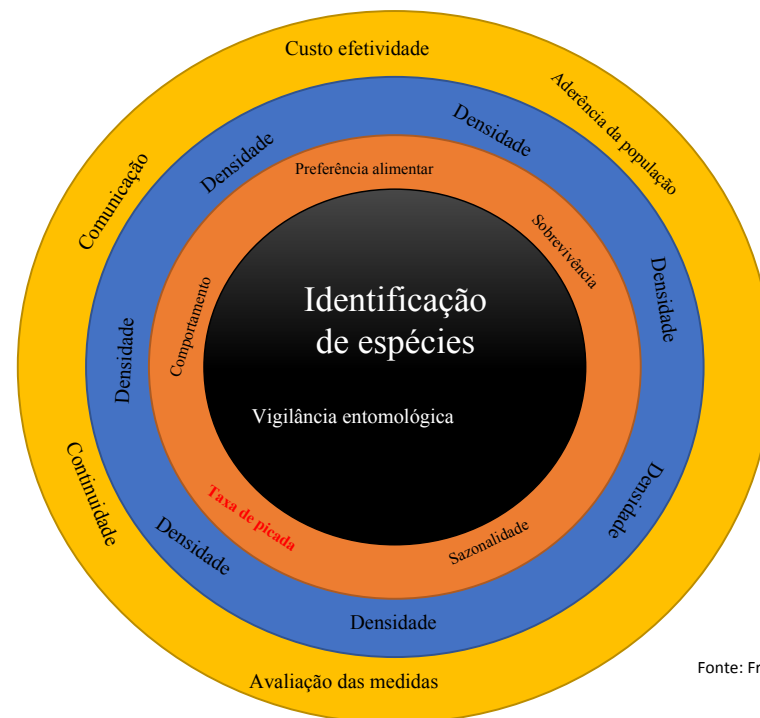 Custo efetividade
Aderência da população
Comunicação
Densidade
Densidade
Preferência alimentar
Sobrevivência
Densidade
Comportamento
Densidade
Identificação
de espécies
Vigilância entomológica
Continuidade
Taxa de picada
Densidade
Sazonalidade
Densidade
Densidade
Avaliação das medidas
Fonte: Fr